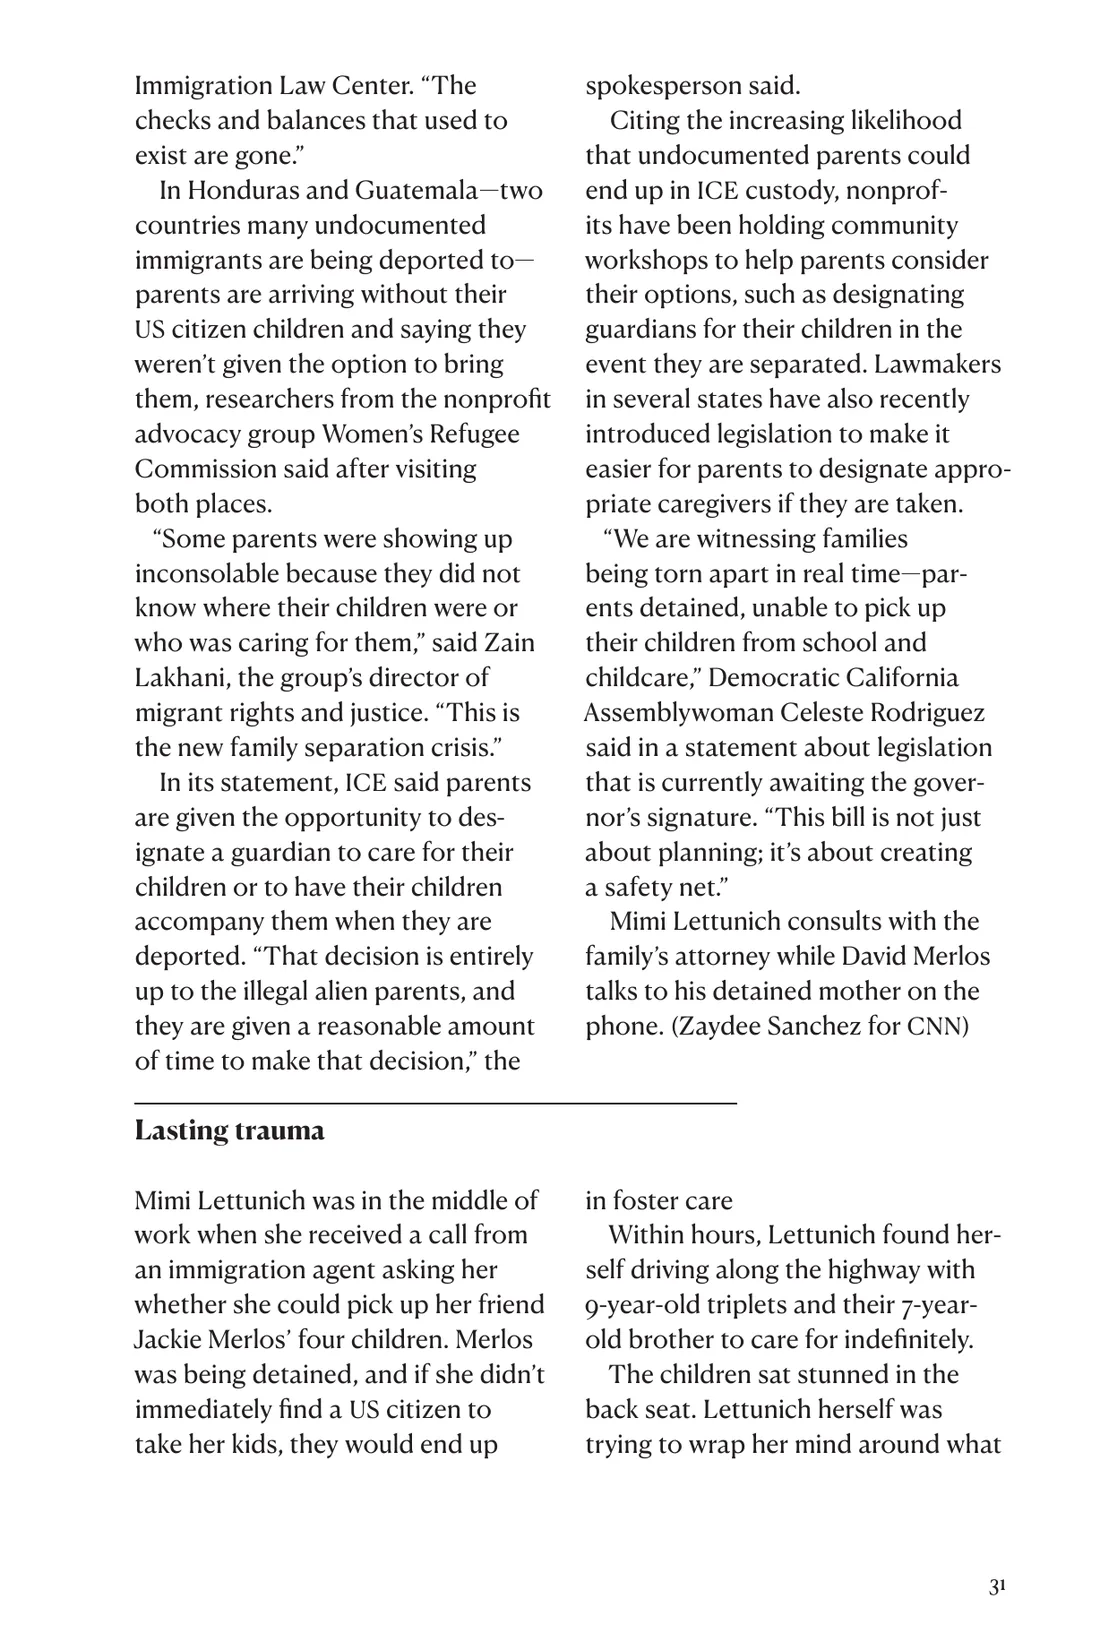 Immigration Law Center. “The
checks and balances that used to
exist are gone.”
In Honduras and Guatemala—two
countries many undocumented
immigrants are being deported to—
parents are arriving without their
US citizen children and saying they
weren’t given the option to bring
them, researchers from the nonprofit
advocacy group Women’s Refugee
Commission said after visiting
both places.
“Some parents were showing up
inconsolable because they did not
know where their children were or
who was caring for them,” said Zain
Lakhani, the group’s director of
migrant rights and justice. “This is
the new family separation crisis.”
In its statement, ICE said parents
are given the opportunity to des-
ignate a guardian to care for their
children or to have their children
accompany them when they are
deported. “That decision is entirely
up to the illegal alien parents, and
they are given a reasonable amount
of time to make that decision,” the
spokesperson said.
Citing the increasing likelihood
that undocumented parents could
end up in ICE custody, nonprof-
its have been holding community
workshops to help parents consider
their options, such as designating
guardians for their children in the
event they are separated. Lawmakers
in several states have also recently
introduced legislation to make it
easier for parents to designate appro-
priate caregivers if they are taken.
“We are witnessing families
being torn apart in real time—par-
ents detained, unable to pick up
their children from school and
childcare,” Democratic California
Assemblywoman Celeste Rodriguez
said in a statement about legislation
that is currently awaiting the gover-
nor’s signature. “This bill is not just
about planning; it’s about creating
a safety net.”
Mimi Lettunich consults with the
family’s attorney while David Merlos
talks to his detained mother on the
phone. (Zaydee Sanchez for CNN)
Lasting trauma
Mimi Lettunich was in the middle of
work when she received a call from
an immigration agent asking her
whether she could pick up her friend
Jackie Merlos’ four children. Merlos
was being detained, and if she didn’t
immediately find a US citizen to
take her kids, they would end up
in foster care
Within hours, Lettunich found her-
self driving along the highway with
9-year-old triplets and their 7-year-
old brother to care for indefinitely.
The children sat stunned in the
back seat. Lettunich herself was
trying to wrap her mind around what
31